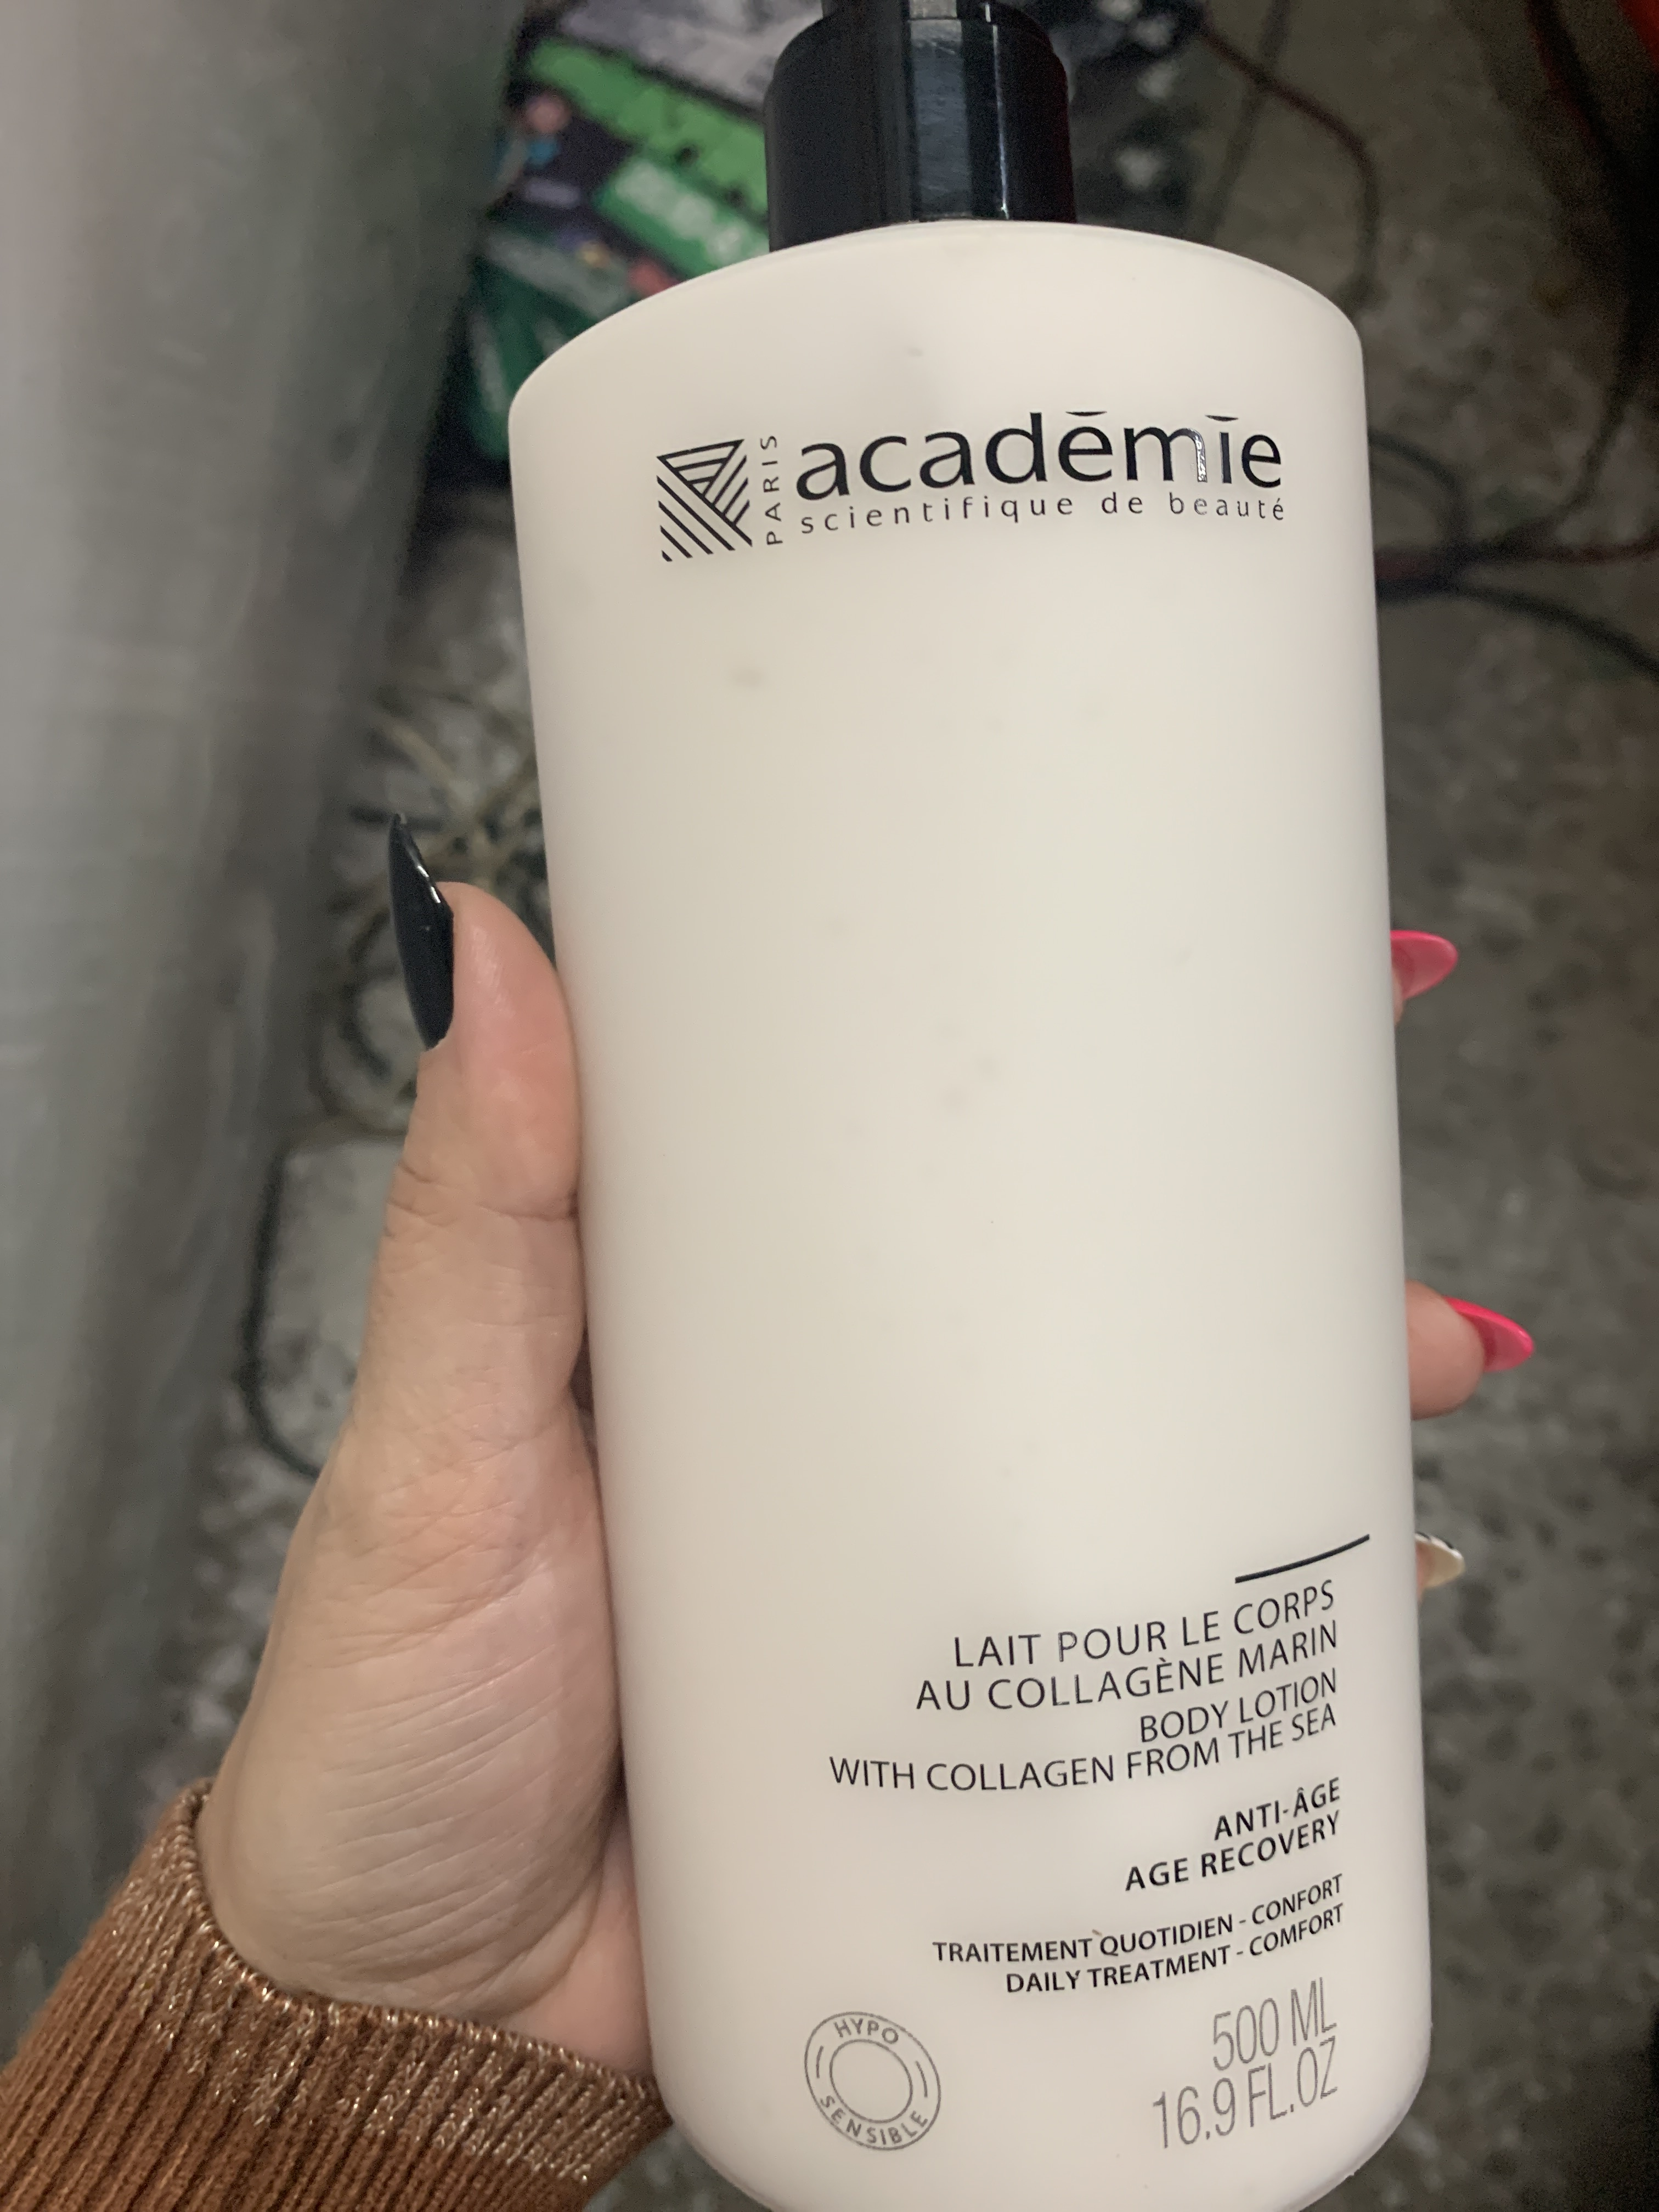 PARIS
académie
scientifique de beauté
LAIT POUR LE CORPS
AU COLLAGÈNE MARIN
BODY LOTION
WITH COLLAGEN FROM THE SEA
ANTI-ÂGE
AGE RECOVERY
TRAITEMENT QUOTIDIEN - CONFORT
DAILY TREATMENT - COMFORT
HYPO
SENSIBLE
500 ML
16.9 FL.OZ